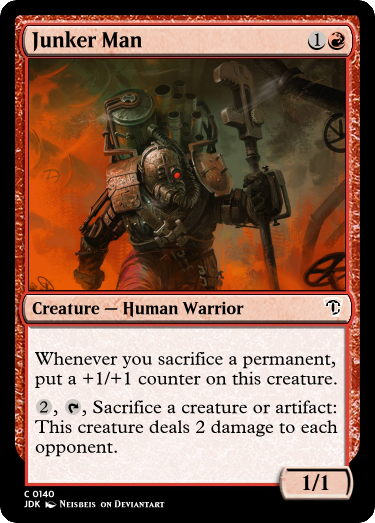 Junker Man 1
Creature — Human Warrior
Whenever you sacrifice a permanent,
put a +1/+1 counter on this creature.
2, , Sacrifice a creature or artifact:
This creature deals 2 damage to each
opponent.
1/1
C 0140
JDK Neisbeis on Deviantart